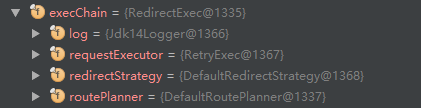 execChain = {RedirectExec@1335}
log = {Jdk14Logger@1366}
requestExecutor = {RetryExec@1367}
redirectStrategy = {DefaultRedirectStrategy@1368}
routePlanner = {DefaultRoutePlanner@1337}